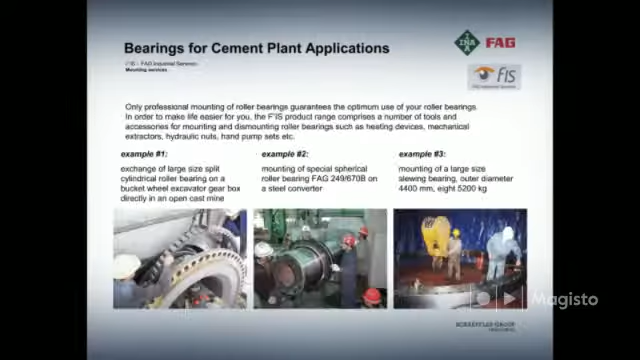 INA
FAG
Bearings for Cement Plant Applications
FIS – FAG Industrial Services
Mounting services
FIS
FAG Industrial Services
Only professional mounting of roller bearings guarantees the optimum use of your roller bearings.
In order to make life easier for you, the F'IS product range comprises a number of tools and
accessories for mounting and dismounting roller bearings such as heating devices, mechanical
extractors, hydraulic nuts, hand pump sets etc.
example #1:
exchange of large size split
cylindrical roller bearing on a
bucket wheel excavator gear box
directly in an open cast mine
example #2:
mounting of special spherical
roller bearing FAG 249/670B on
a steel converter
example #3:
mounting of a large size
slewing bearing, outer diameter
4400 mm, eight 5200 kg
Magisto
SCHAEFFLER GROUP
INDUSTRIAL